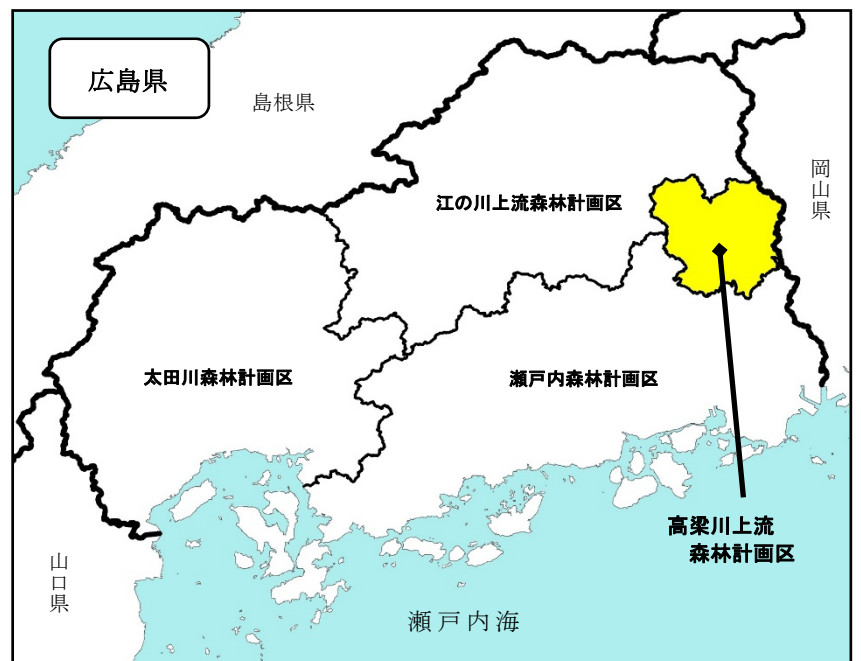 広島県
島根県
岡山県
江の川上流森林計画区
太田川森林計画区
瀬戸内森林計画区
高梁川上流
森林計画区
山口県
瀬戸内海